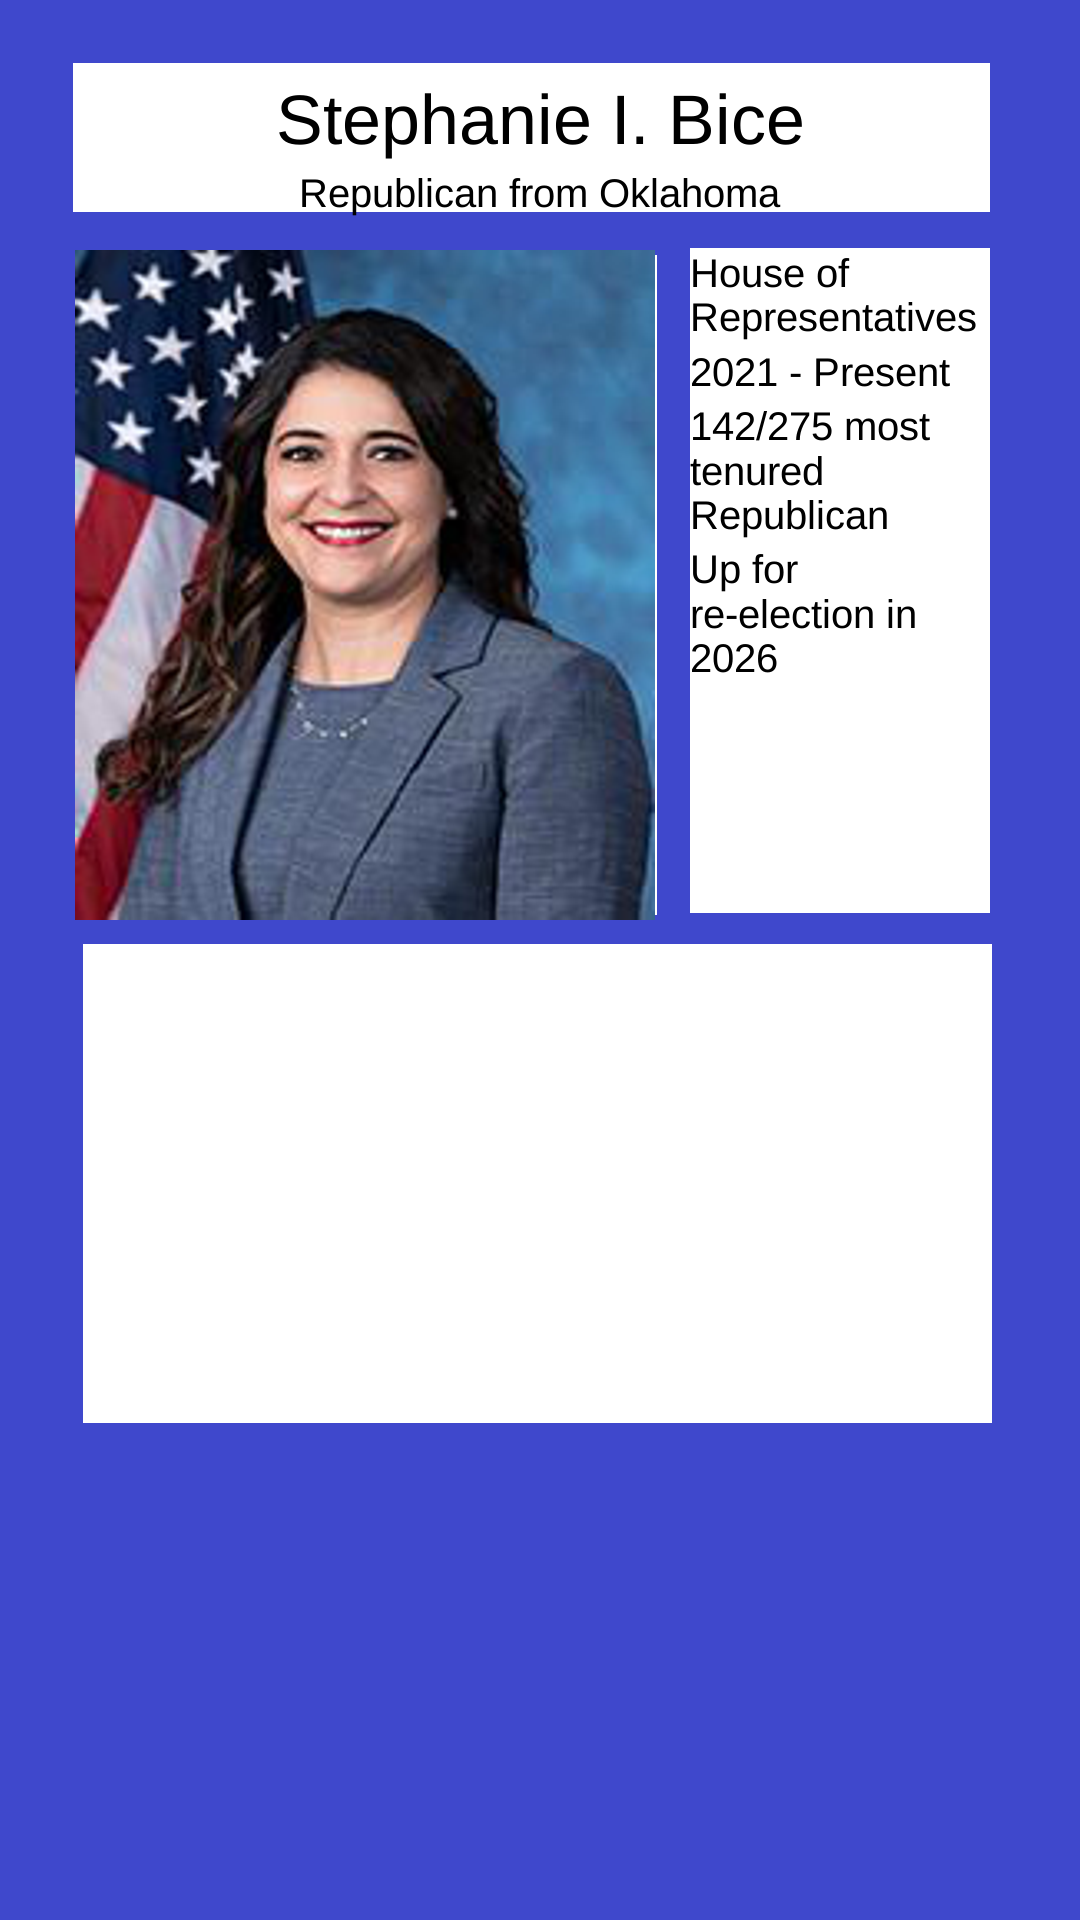 Stephanie I. Bice
Republican from Oklahoma
House of
Representatives
2021 - Present
142/275 most
tenured
Republican
Up for
re-election in
2026